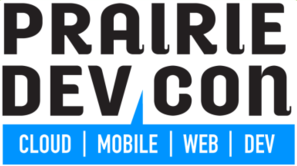 PRAIRIE
DEV CON
CLOUD | MOBILE | WEB | DEV